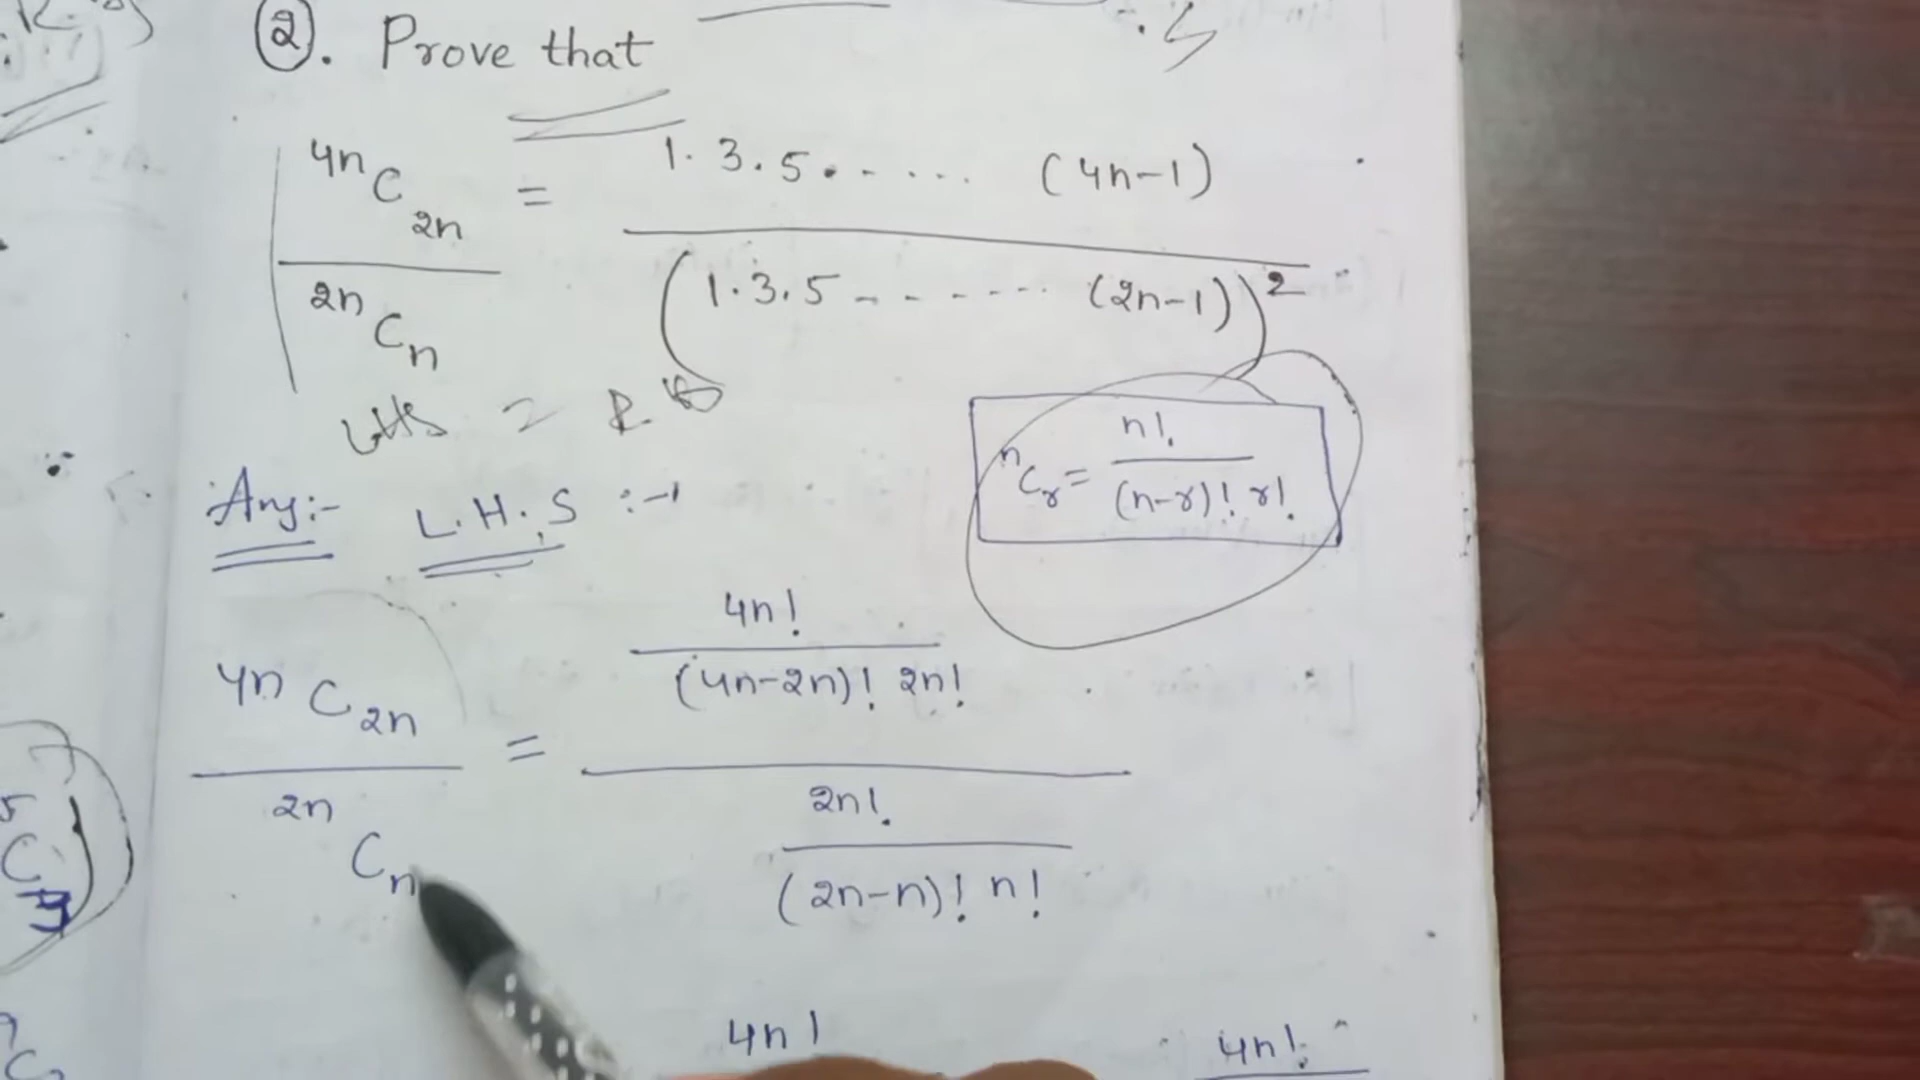 ②. Prove that
4nC2n = 1.3.5. - .... (4n-1)
2nCn (1.3.5 - - - - - ... (2n-1))2
LHS = R
nCr = n!
(n-r)! r!
Ans:- L.H.S :-
4n!
(4n-2n)! 2n!
4nC2n =
2n!
2nCn
(2n-n)! n!
4n! 4n!